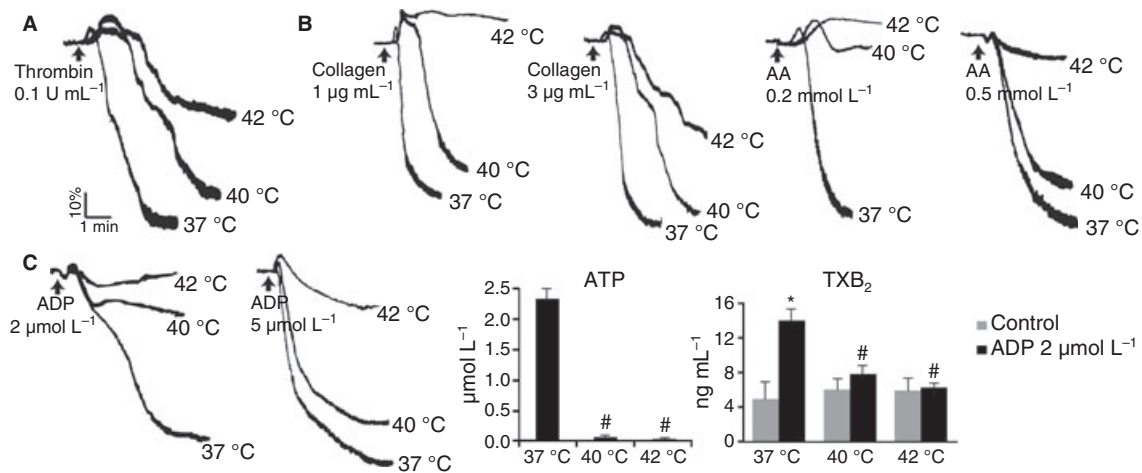 A
Thrombin
0.1 U mL⁻¹
42 °C
40 °C
37 °C
10%
1 min
B
Collagen
1 µg mL⁻¹
42 °C
40 °C
37 °C
Collagen
3 µg mL⁻¹
42 °C
40 °C
37 °C
AA
0.2 mmol L⁻¹
42 °C
40 °C
37 °C
AA
0.5 mmol L⁻¹
42 °C
40 °C
37 °C
C
ADP
2 µmol L⁻¹
42 °C
40 °C
37 °C
ADP
5 µmol L⁻¹
42 °C
40 °C
37 °C
ATP
µmol L⁻¹
2.5
2.0
1.5
1.0
0.5
0.0
# #
37 °C 40 °C 42 °C
TXB₂
ng mL⁻¹
16
12
8
4
0
* # #
37 °C 40 °C 42 °C
Control
ADP 2 µmol L⁻¹